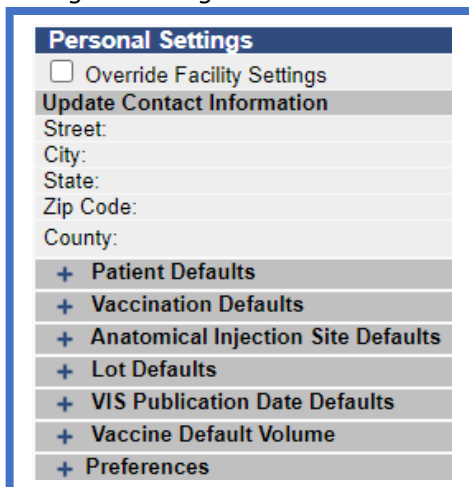 Personal Settings
Override Facility Settings
Update Contact Information
Street:
City:
State:
Zip Code:
County:
+ Patient Defaults
+ Vaccination Defaults
+ Anatomical Injection Site Defaults
+ Lot Defaults
+ VIS Publication Date Defaults
+ Vaccine Default Volume
+ Preferences